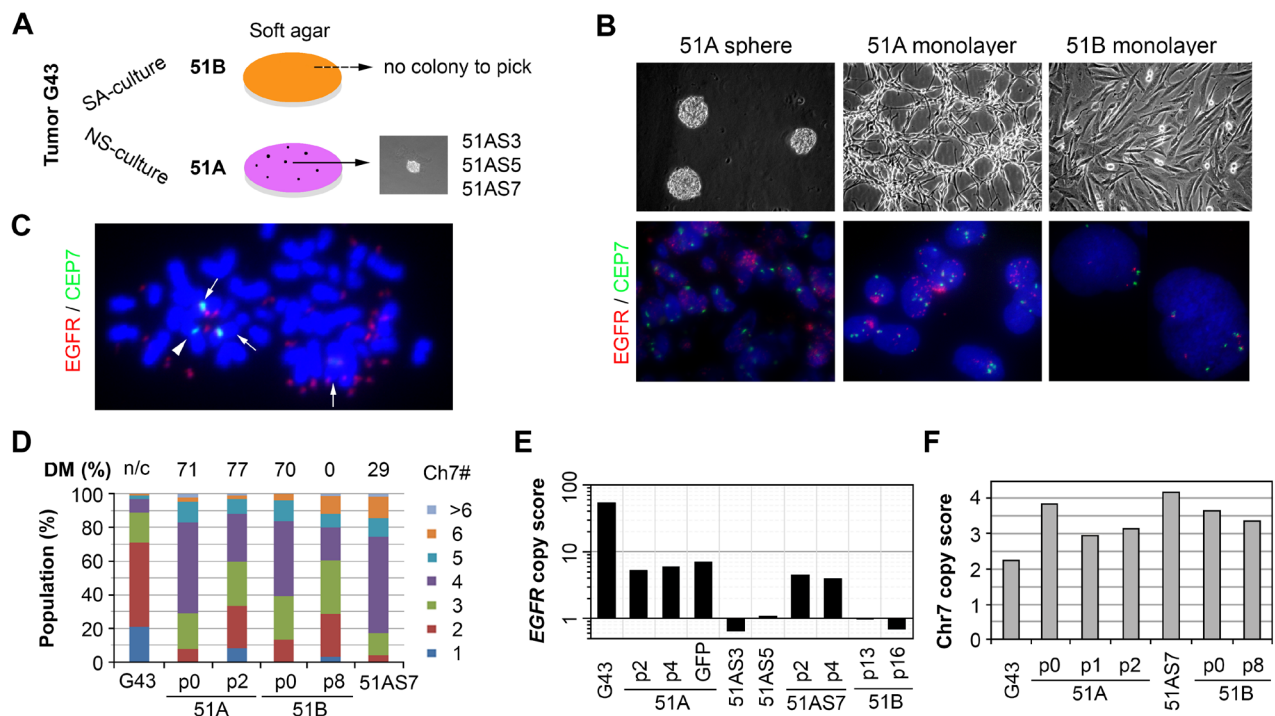 A
Soft agar
Tumor G43
SA-culture
51B
no colony to pick
NS-culture
51A
51AS3
51AS5
51AS7
B
51A sphere
51A monolayer
51B monolayer
EGFR / CEP7
C
EGFR / CEP7
D
DM (%)
n/c 71 77 70 0 29
Ch7#
Population (%)
100
80
60
40
20
0
>6
6
5
4
3
2
1
G43 p0 p2 p0 p8 51AS7
51A 51B
E
EGFR copy score
100
10
1
G43 p2 p4 GFP 51AS3 51AS5 p2 p4 p13 p16
51A 51AS7 51B
F
Chr7 copy score
4
3
2
1
0
G43 p0 p1 p2 51AS7 p0 p8
51A 51B